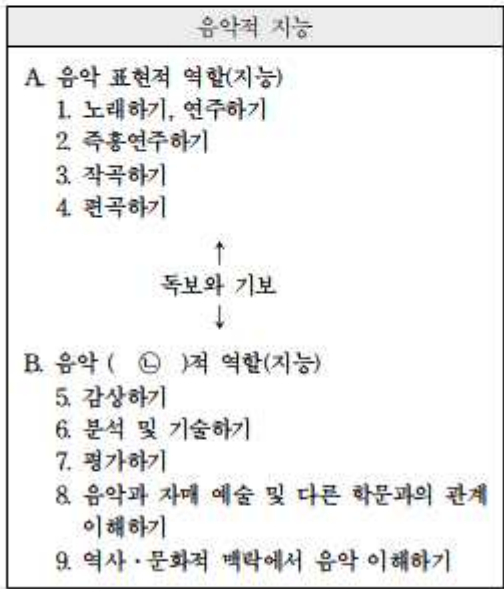 음악적 지능
A. 음악 표현적 역할(지능)
1. 노래하기, 연주하기
2. 즉흥연주하기
3. 작곡하기
4. 편곡하기
↑
독보와 기보
↓
B. 음악 ( ㉡ )적 역할(지능)
5. 감상하기
6. 분석 및 기술하기
7. 평가하기
8. 음악과 자매 예술 및 다른 학문과의 관계
이해하기
9. 역사・문화적 맥락에서 음악 이해하기